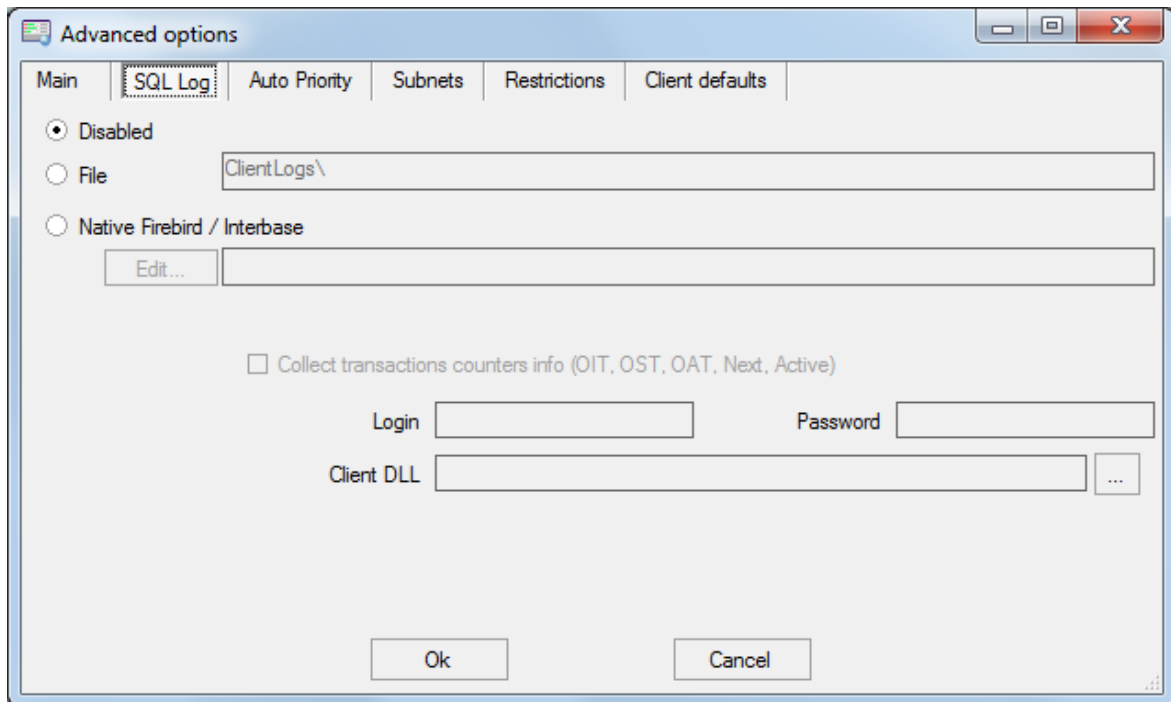 Advanced options
Main SQL Log Auto Priority Subnets Restrictions Client defaults
Disabled
File ClientLogs\
Native Firebird / Interbase
Edit...
Collect transactions counters info (OIT, OST, OAT, Next, Active)
Login Password
Client DLL ...
Ok Cancel